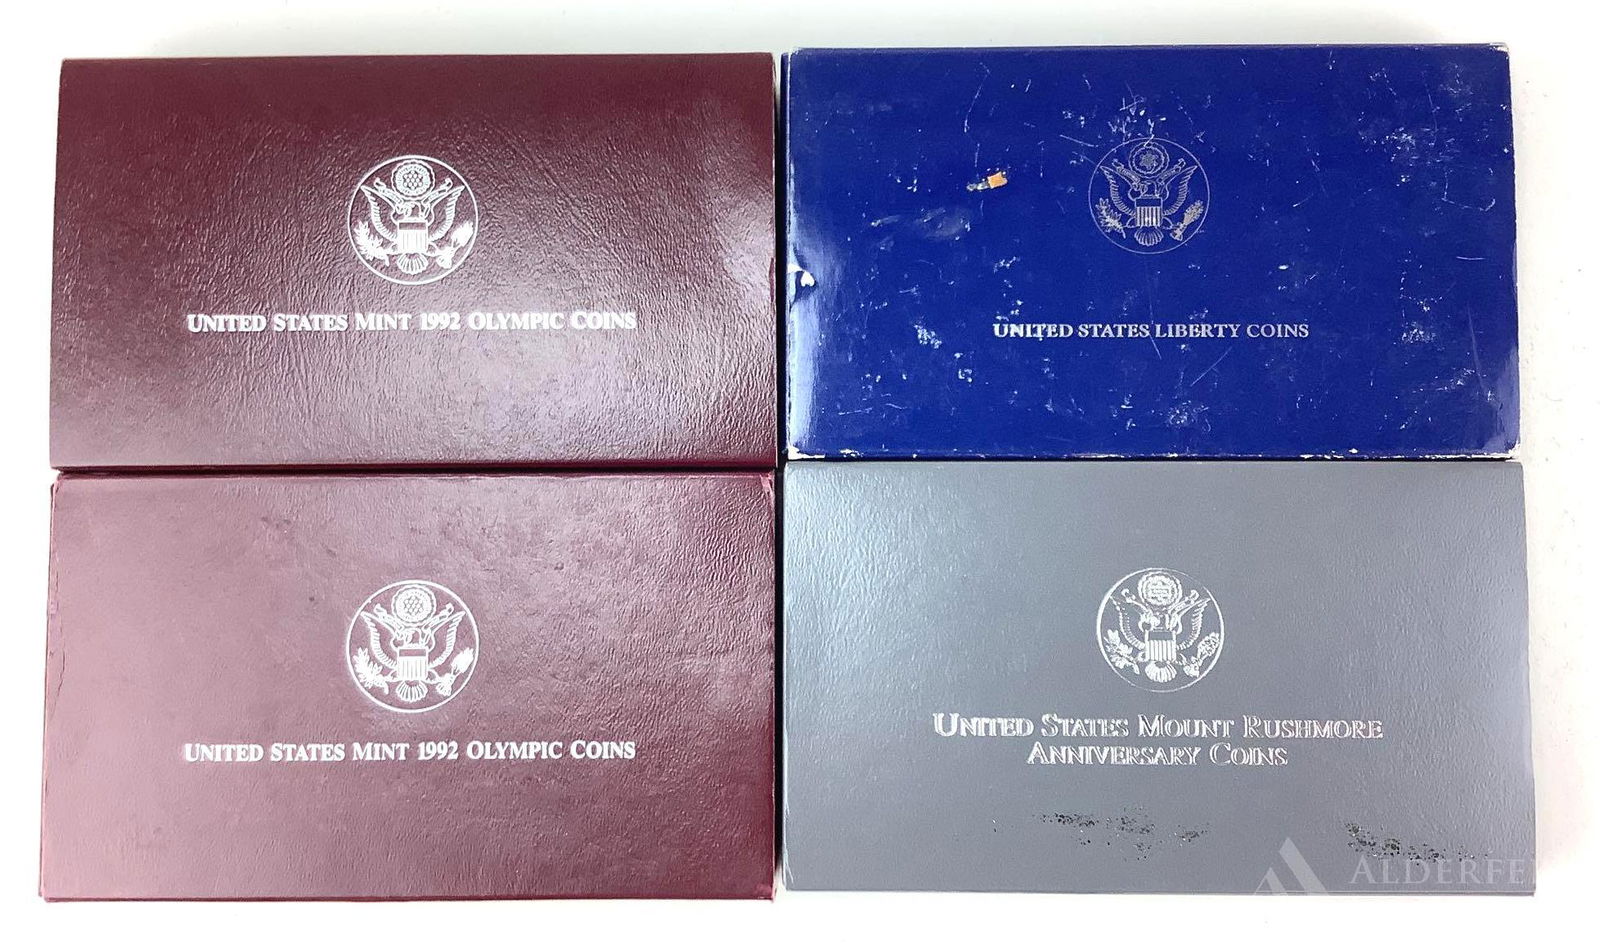 UNITED STATES MINT 1992 OLYMPIC COINS
UNITED STATES LIBERTY COINS
UNITED STATES MINT 1992 OLYMPIC COINS
UNITED STATES MOUNT RUSHMORE
ANNIVERSARY COINS
ALDERFE